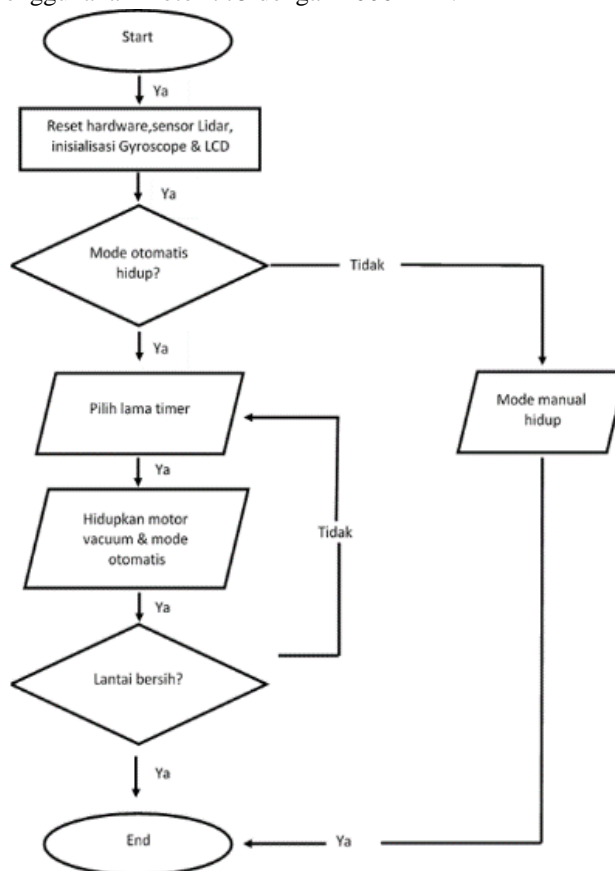 Start
Ya
Reset hardware,sensor Lidar,
inisialisasi Gyroscope & LCD
Ya
Mode otomatis
hidup?
Tidak
Ya
Pilih lama timer
Mode manual
hidup
Ya
Hidupkan motor
vacuum & mode
otomatis
Tidak
Ya
Lantai bersih?
Ya
End
Ya